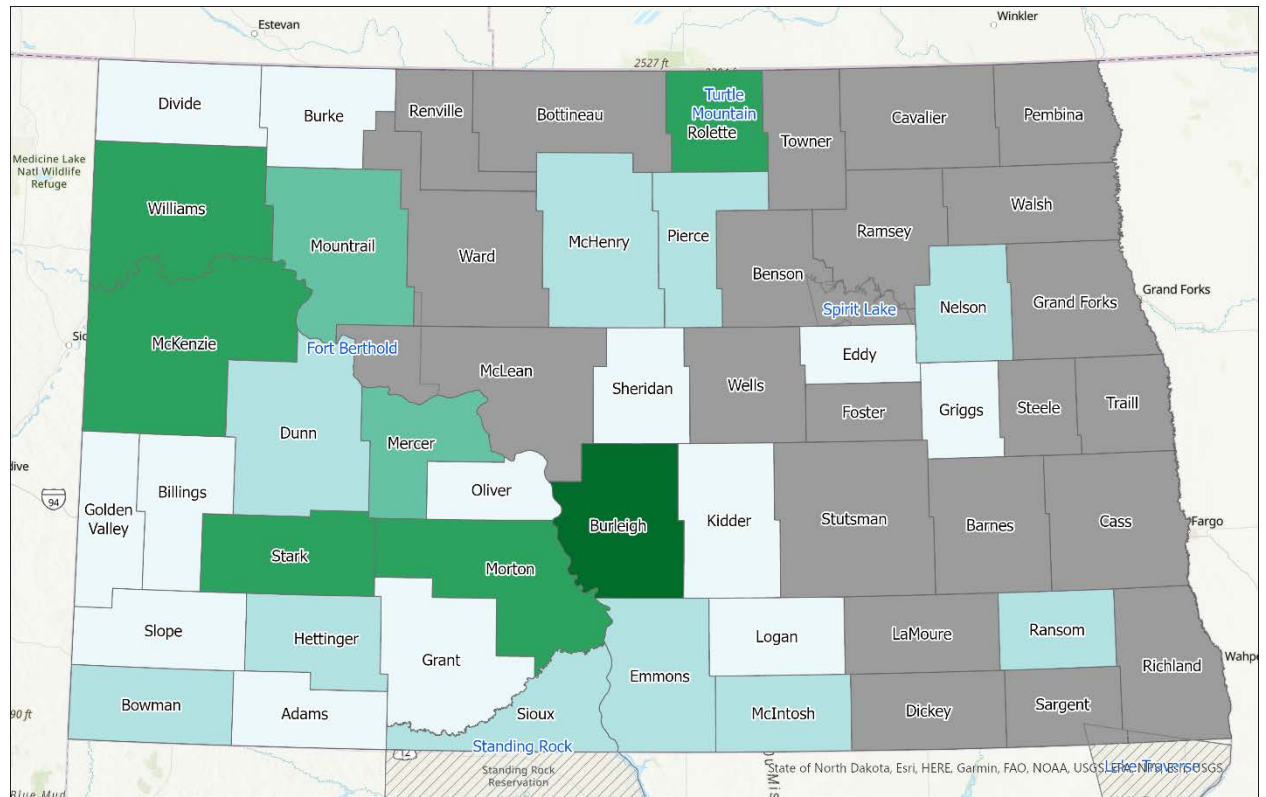 Estevan
Winkler
2527 ft
Divide
Burke
Renville
Bottineau
Turtle
Mountain
Rolette
Towner
Cavalier
Pembina
Medicine Lake
Natl Wildlife
Refuge
Williams
Mountrail
Ward
McHenry
Pierce
Benson
Ramsey
Walsh
Spirit Lake
Nelson
Grand Forks
Grand Forks
McKenzie
Fort Berthold
McLean
Sheridan
Wells
Eddy
Foster
Griggs
Steele
Traill
Dunn
Mercer
Oliver
94
Golden
Valley
Billings
Stark
Morton
Burleigh
Kidder
Stutsman
Barnes
Cass
Fargo
Slope
Hettinger
Grant
Emmons
Logan
LaMoure
Ransom
Richland
Bowman
Adams
Sioux
McIntosh
Dickey
Sargent
Standing Rock
12
Standing Rock
Reservation
State of North Dakota, Esri, HERE, Garmin, FAO, NOAA, USGS, EPA, NPS, Esri, USGS
Lake Traverse